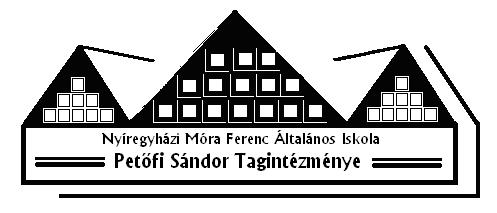 Nyíregyházi Móra Ferenc Általános Iskola
Petőfi Sándor Tagintézménye